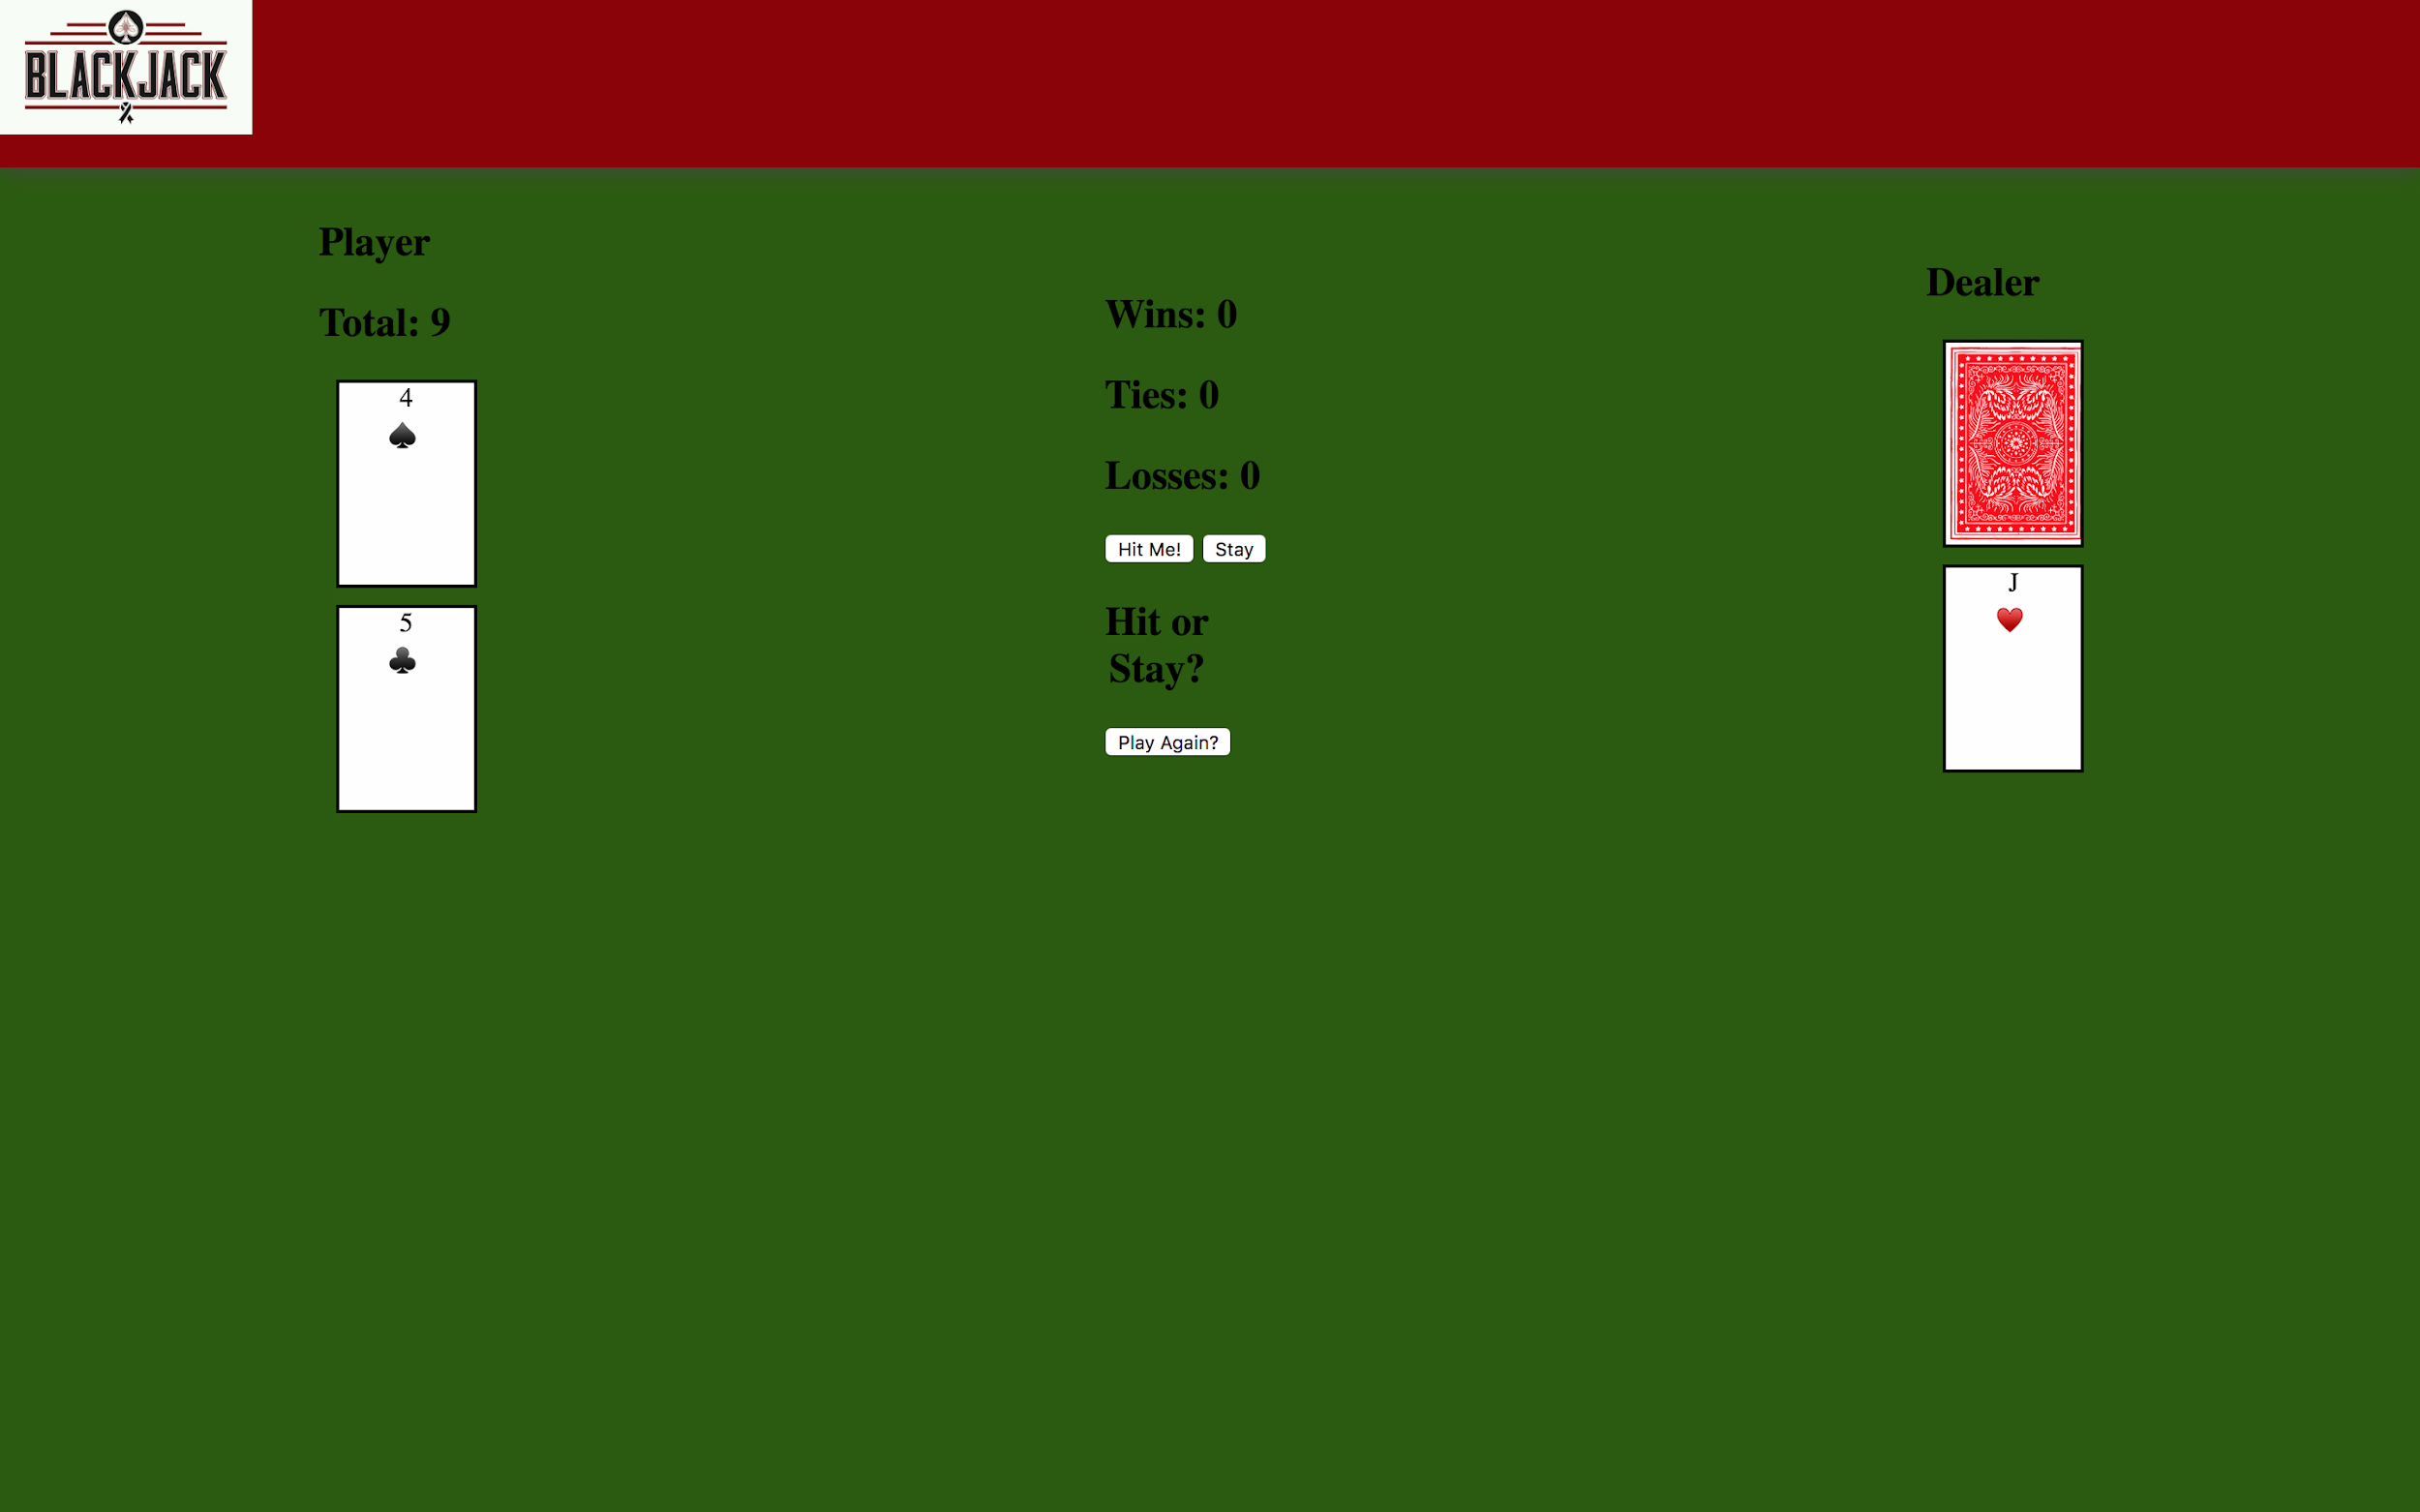 BLACKJACK
Player
Total: 9
4
5
Wins: 0
Ties: 0
Losses: 0
Hit Me! Stay
Hit or
Stay?
Play Again?
Dealer
J